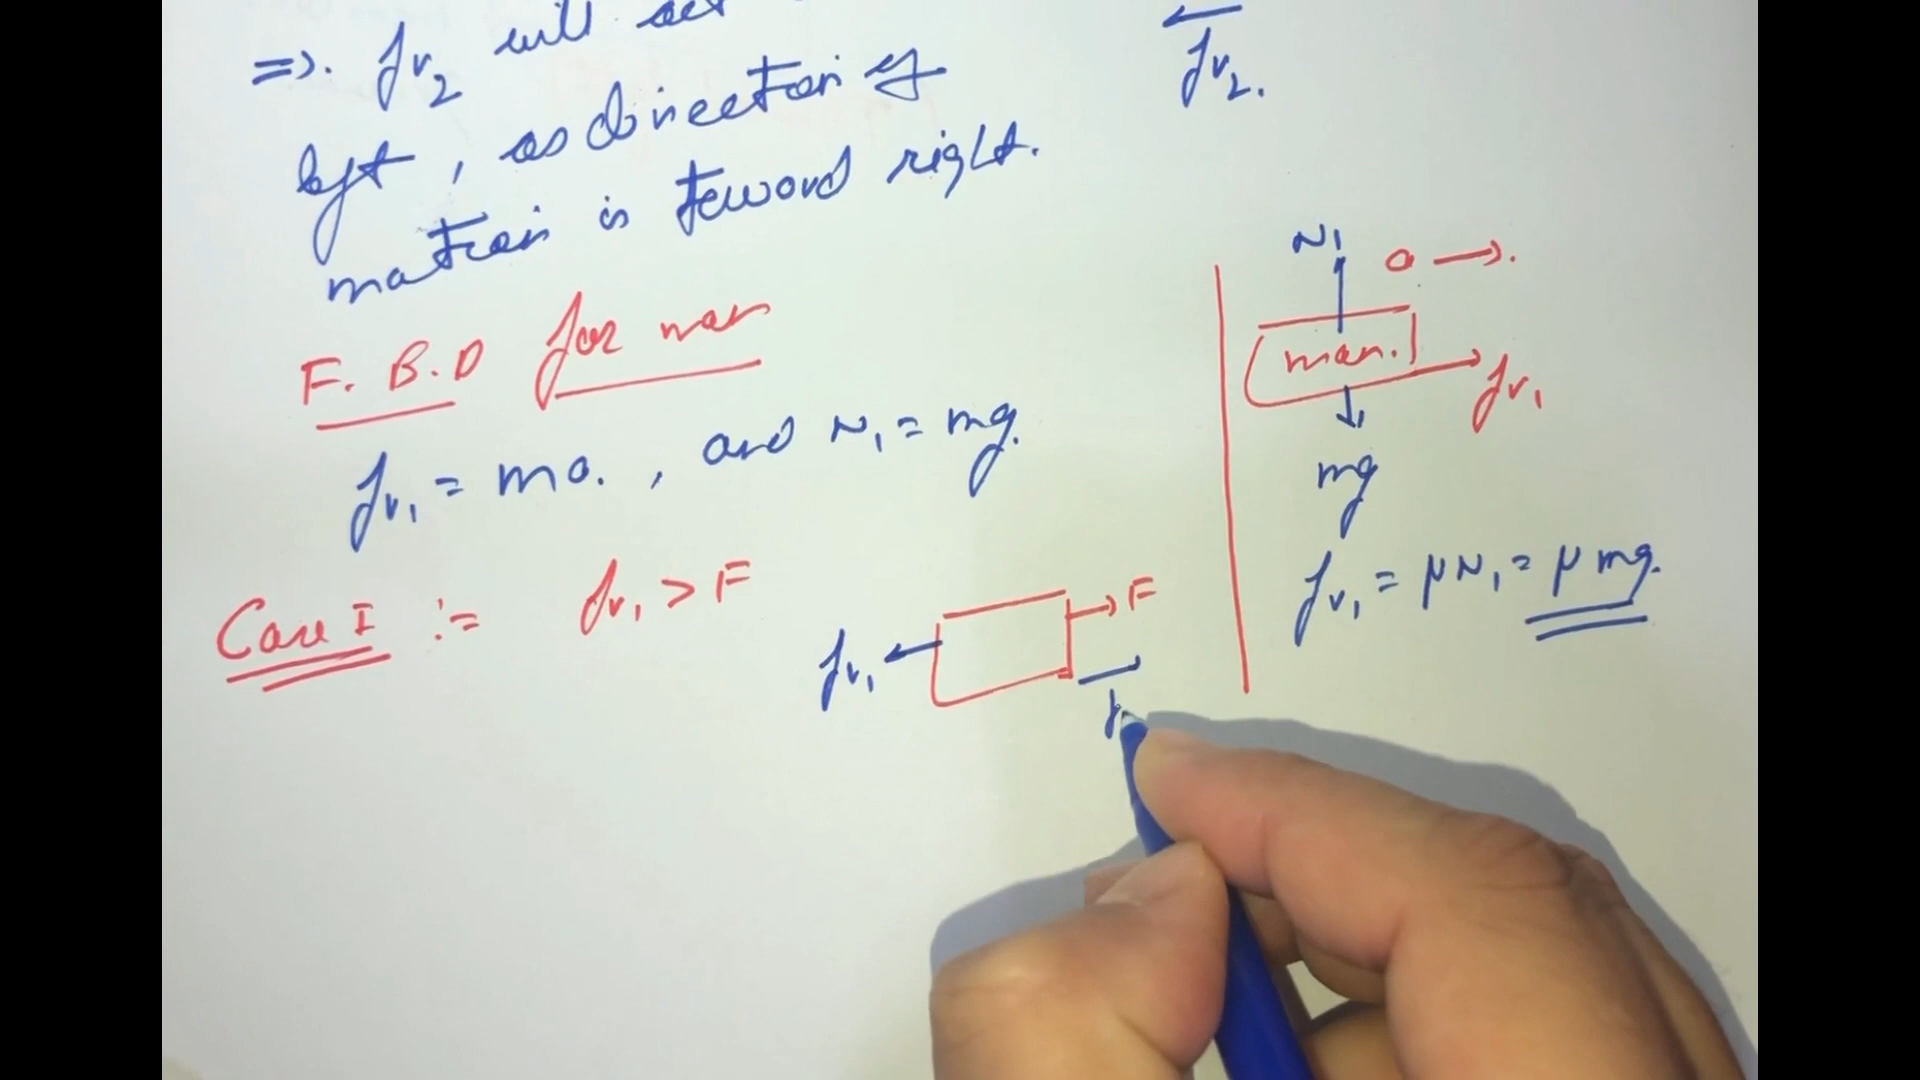 =>. fr2 will act
left, as direction of
motion is toward right.
fr2.
F.B.D for man
fr1 = ma. , and N1 = mg.
Case I := fr1 > F
fr1
F
N1 a
man.
fr1
mg
fr1 = μN1 = μmg.